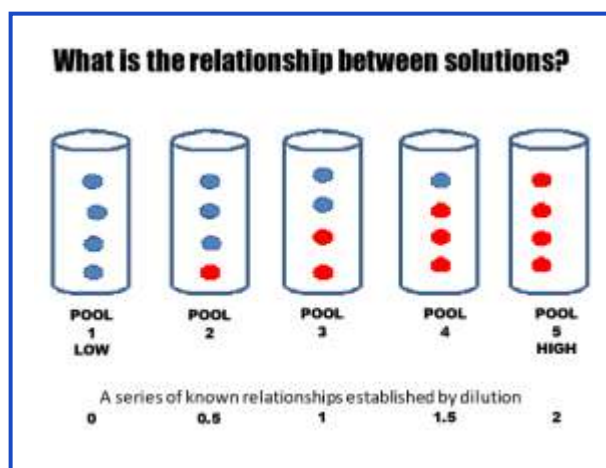 What is the relationship between solutions?
POOL POOL POOL POOL POOL
1 2 3 4 5
LOW HIGH
A series of known relationships established by dilution
0 0.5 1 1.5 2